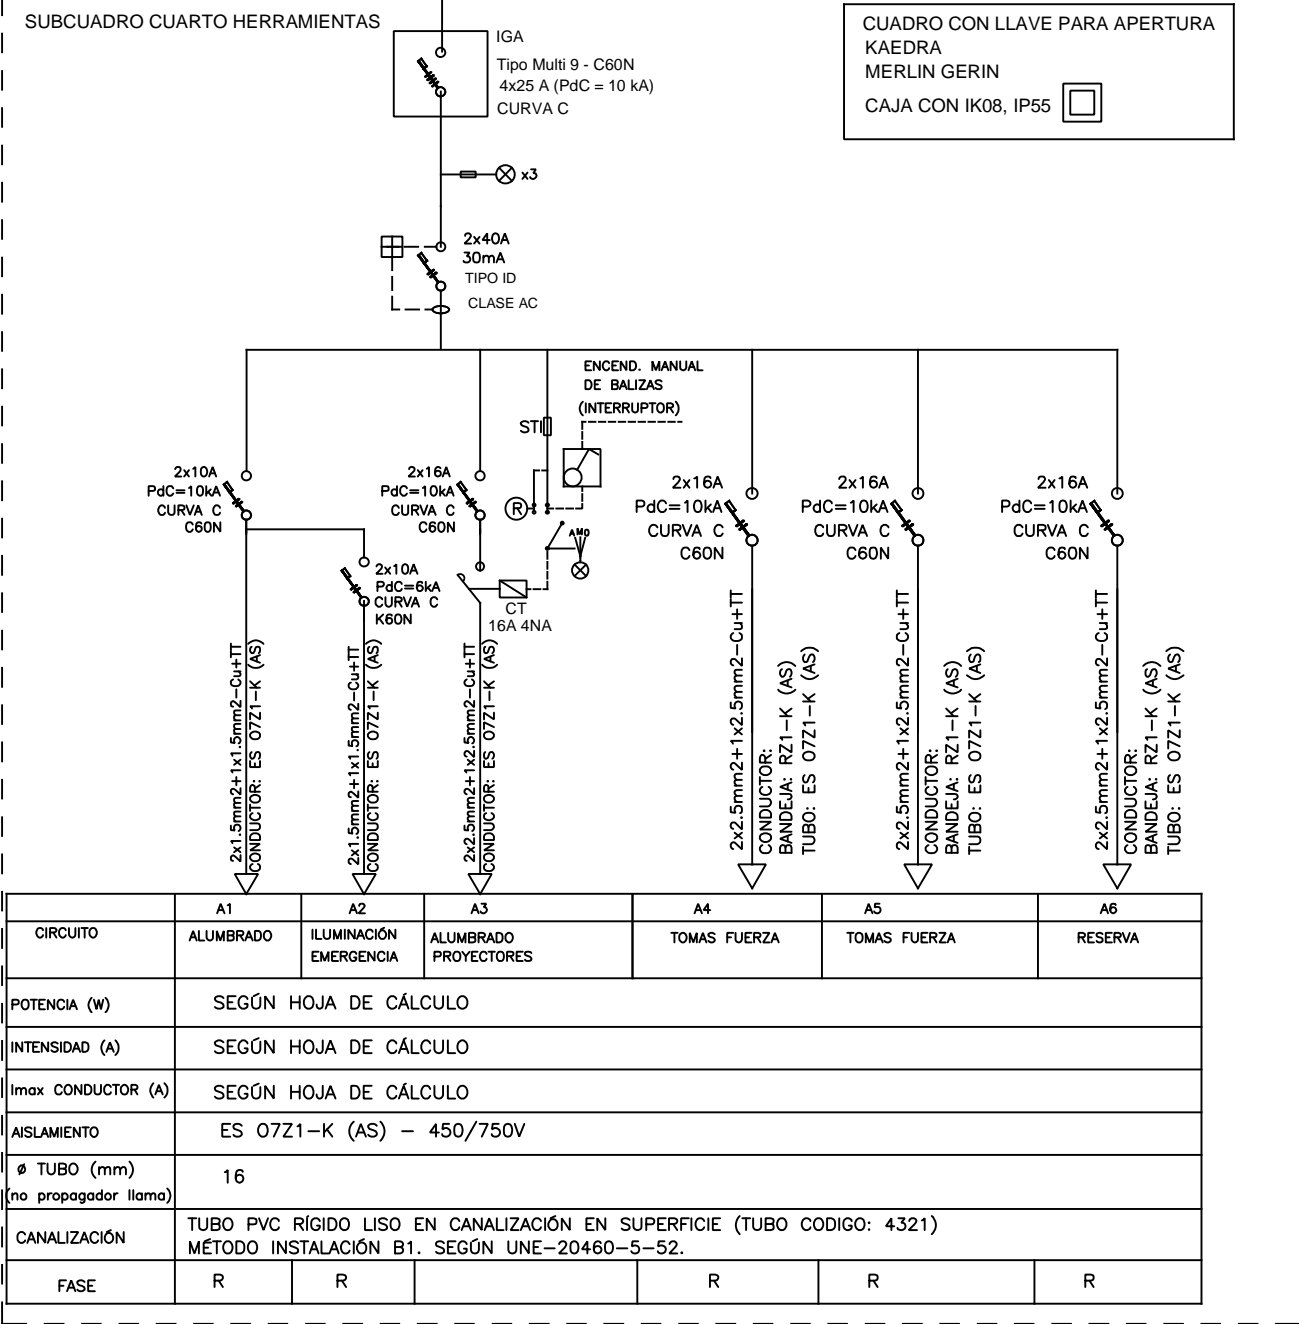 SUBCUADRO CUARTO HERRAMIENTAS
IGA
Tipo Multi 9 - C60N
4x25 A (PdC = 10 kA)
CURVA C
CUADRO CON LLAVE PARA APERTURA
KAEDRA
MERLIN GERIN
CAJA CON IK08, IP55
x3
2x40A
30mA
TIPO ID
CLASE AC
ENCEND. MANUAL
DE BALIZAS
(INTERRUPTOR)
STI
R
A M 0
CT
16A 4NA
2x10A
PdC=10kA
CURVA C
C60N
2x10A
PdC=6kA
CURVA C
K60N
2x16A
PdC=10kA
CURVA C
C60N
2x16A
PdC=10kA
CURVA C
C60N
2x16A
PdC=10kA
CURVA C
C60N
2x16A
PdC=10kA
CURVA C
C60N
2x1.5mm2+1x1.5mm2-Cu+TT
CONDUCTOR: ES 07Z1-K (AS)
2x1.5mm2+1x1.5mm2-Cu+TT
CONDUCTOR: ES 07Z1-K (AS)
2x2.5mm2+1x2.5mm2-Cu+TT
CONDUCTOR: ES 07Z1-K (AS)
2x2.5mm2+1x2.5mm2-Cu+TT
CONDUCTOR:
BANDEJA: RZ1-K (AS)
TUBO: ES 07Z1-K (AS)
2x2.5mm2+1x2.5mm2-Cu+TT
CONDUCTOR:
BANDEJA: RZ1-K (AS)
TUBO: ES 07Z1-K (AS)
2x2.5mm2+1x2.5mm2-Cu+TT
CONDUCTOR:
BANDEJA: RZ1-K (AS)
TUBO: ES 07Z1-K (AS)
A1 A2 A3 A4 A5 A6
CIRCUITO ALUMBRADO ILUMINACIÓN EMERGENCIA ALUMBRADO PROYECTORES TOMAS FUERZA TOMAS FUERZA RESERVA
POTENCIA (W) SEGÚN HOJA DE CÁLCULO
INTENSIDAD (A) SEGÚN HOJA DE CÁLCULO
Imax CONDUCTOR (A) SEGÚN HOJA DE CÁLCULO
AISLAMIENTO ES 07Z1-K (AS) - 450/750V
ø TUBO (mm) 16
(no propagador llama)
CANALIZACIÓN TUBO PVC RÍGIDO LISO EN CANALIZACIÓN EN SUPERFICIE (TUBO CODIGO: 4321)
MÉTODO INSTALACIÓN B1. SEGÚN UNE-20460-5-52.
FASE R R R R R